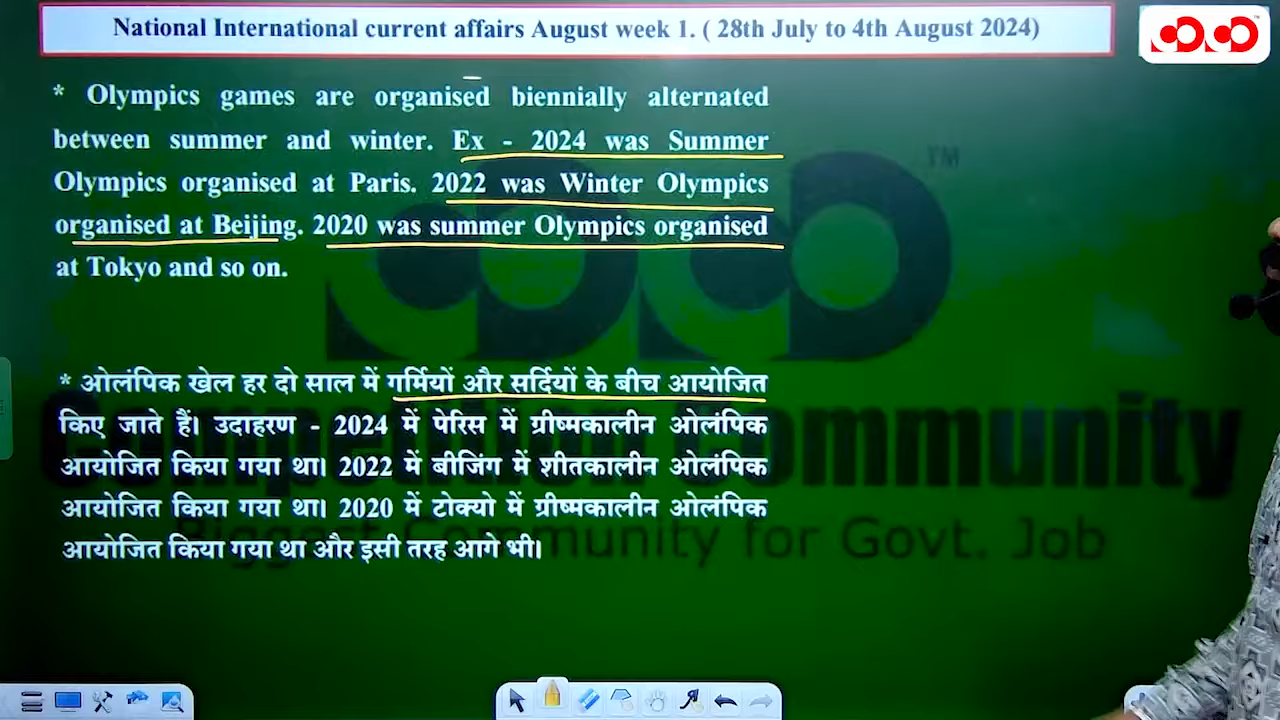 National International current affairs August week 1. ( 28th July to 4th August 2024)
* Olympics games are organised biennially alternated
between summer and winter. Ex - 2024 was Summer
Olympics organised at Paris. 2022 was Winter Olympics
organised at Beijing. 2020 was summer Olympics organised
at Tokyo and so on.
* ओलंपिक खेल हर दो साल में गर्मियों और सर्दियों के बीच आयोजित
किए जाते हैं। उदाहरण - 2024 में पेरिस में ग्रीष्मकालीन ओलंपिक
आयोजित किया गया था। 2022 में बीजिंग में शीतकालीन ओलंपिक
आयोजित किया गया था। 2020 में टोक्यो में ग्रीष्मकालीन ओलंपिक
आयोजित किया गया था और इसी तरह आगे भी।
TM
Competition Community
Biggest Community for Govt. Job